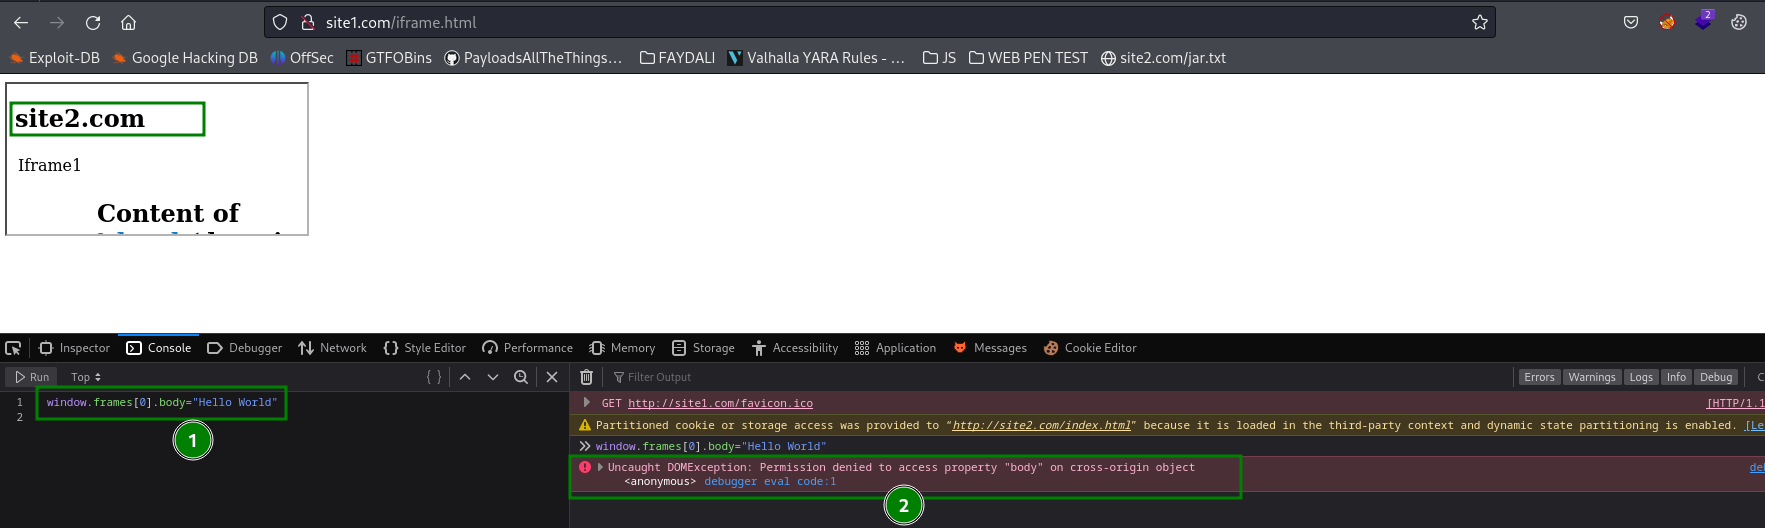 site1.com/iframe.html
2
Exploit-DB Google Hacking DB OffSec GTFOBins PayloadsAllTheThings… FAYDALI Valhalla YARA Rules - … JS WEB PEN TEST site2.com/jar.txt
site2.com
Iframe1
Content of
Inspector Console Debugger Network Style Editor Performance Memory Storage Accessibility Application Messages Cookie Editor
Run Top { } Filter Output Errors Warnings Logs Info Debug C
1 window.frames[0].body="Hello World"
2
1
GET http://site1.com/favicon.ico [HTTP/1.1
Partitioned cookie or storage access was provided to “http://site2.com/index.html” because it is loaded in the third-party context and dynamic state partitioning is enabled. [Le
window.frames[0].body="Hello World"
Uncaught DOMException: Permission denied to access property "body" on cross-origin object de
<anonymous> debugger eval code:1
2